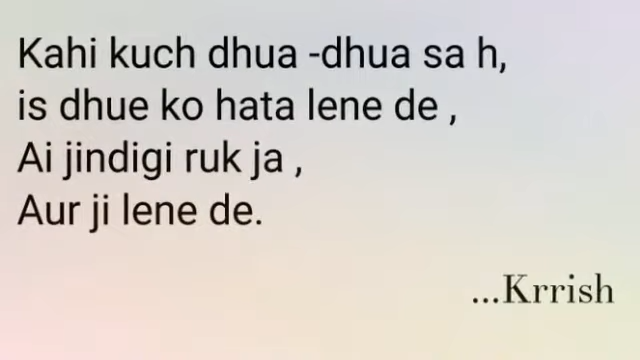 Kahi kuch dhua -dhua sa h,
is dhue ko hata lene de ,
Ai jindigi ruk ja ,
Aur ji lene de.
...Krrish